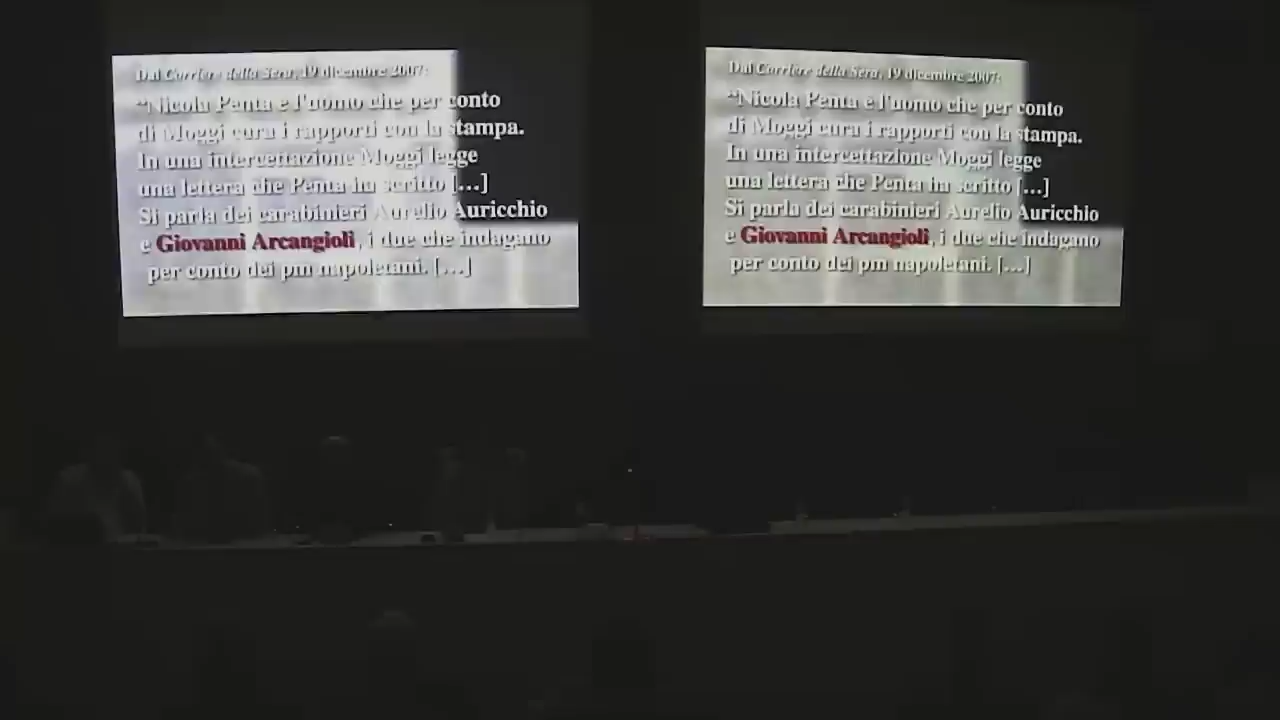 Dal Corriere della Sera, 19 dicembre 2007:
“Nicola Penta e l'uomo che per conto
di Moggi cura i rapporti con la stampa.
In una intercettazione Moggi legge
una lettera che Penta ha scritto [...]
Si parla dei carabinieri Aurelio Auricchio
e Giovanni Arcangioli, i due che indagano
per conto dei pm napoletani. [...]
Dal Corriere della Sera, 19 dicembre 2007:
“Nicola Penta e l'uomo che per conto
di Moggi cura i rapporti con la stampa.
In una intercettazione Moggi legge
una lettera che Penta ha scritto [...]
Si parla dei carabinieri Aurelio Auricchio
e Giovanni Arcangioli, i due che indagano
per conto dei pm napoletani. [...]